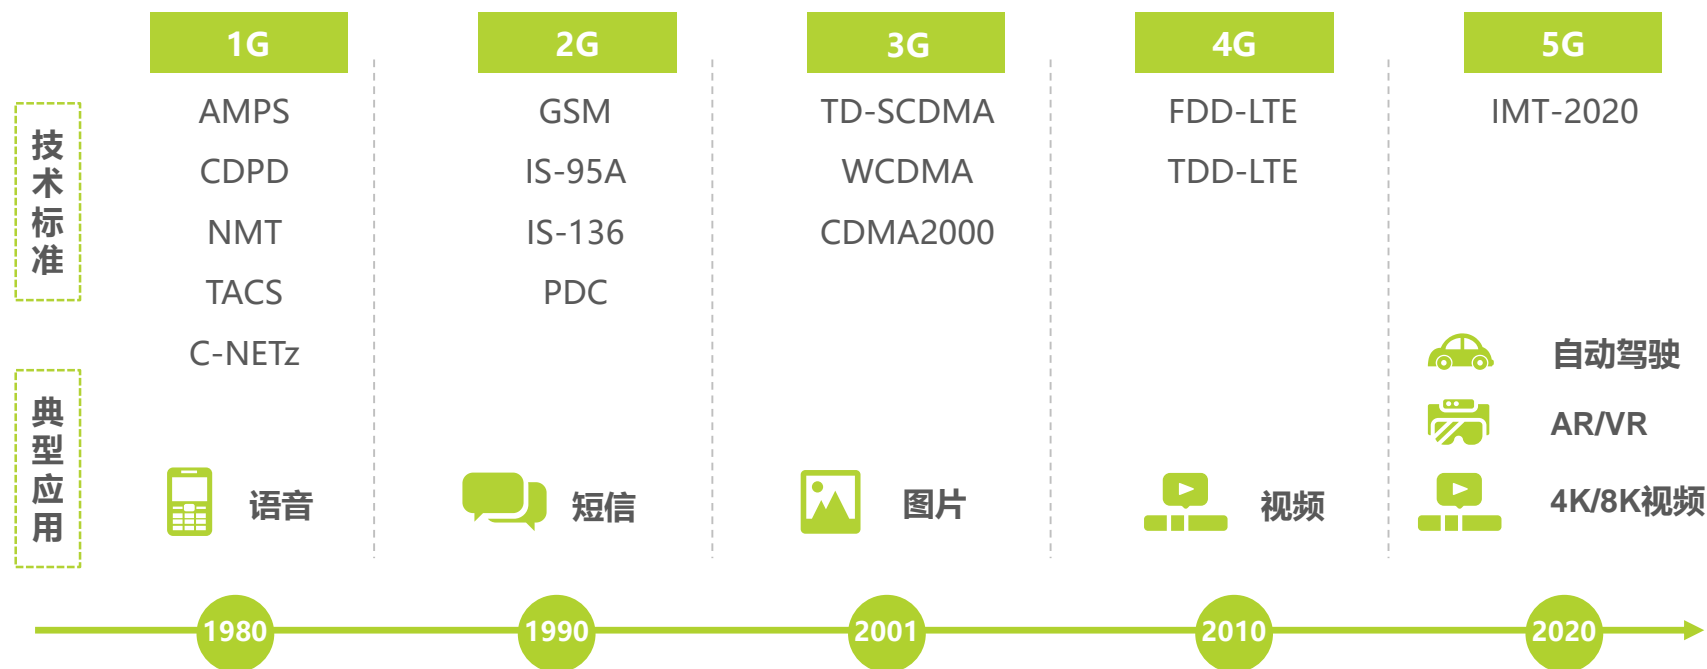 1G
2G
3G
4G
5G
技术标准
AMPS
GSM
TD-SCDMA
FDD-LTE
IMT-2020
CDPD
IS-95A
WCDMA
TDD-LTE
NMT
IS-136
CDMA2000
TACS
PDC
C-NETz
典型应用
语音
短信
图片
视频
自动驾驶
AR/VR
4K/8K视频
1980
1990
2001
2010
2020